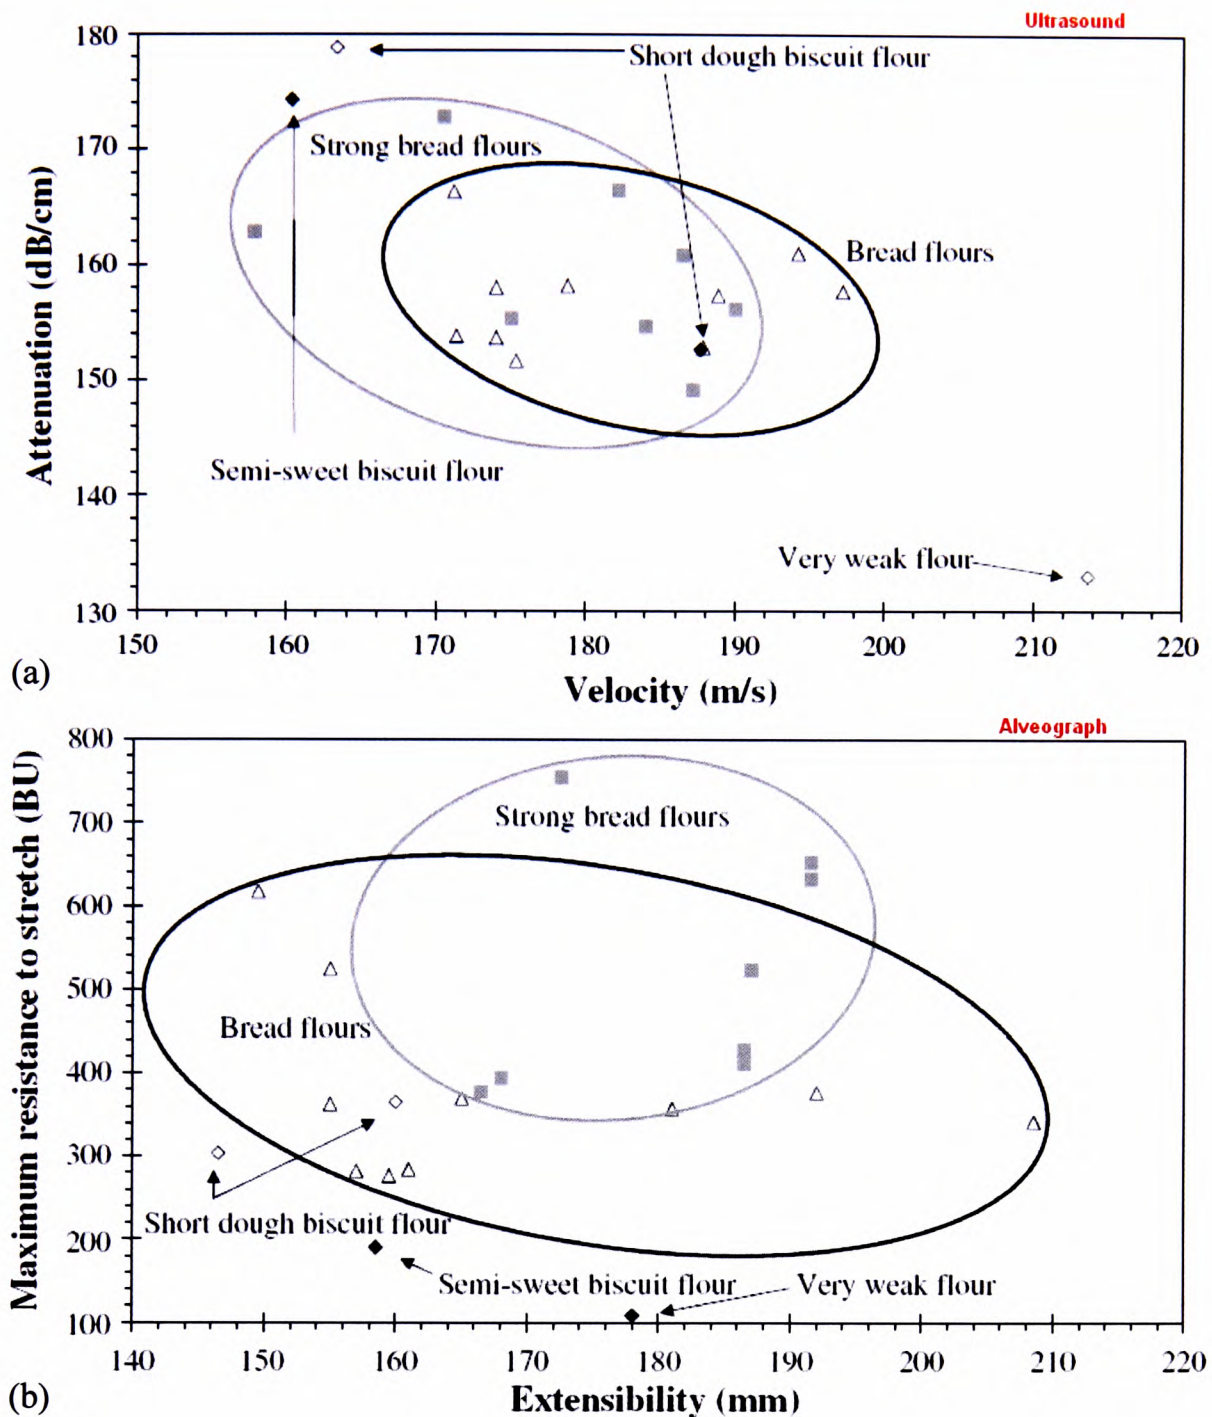 Ultrasound
180
170
160
150
140
130
Attenuation (dB/cm)
Short dough biscuit flour
Strong bread flours
Bread flours
Semi-sweet biscuit flour
Very weak flour
150 160 170 180 190 200 210 220
(a)
Velocity (m/s)
Alveograph
800
700
600
500
400
300
200
100
Maximum resistance to stretch (BU)
Strong bread flours
Bread flours
Short dough biscuit flour
Semi-sweet biscuit flour
Very weak flour
140 150 160 170 180 190 200 210 220
(b)
Extensibility (mm)